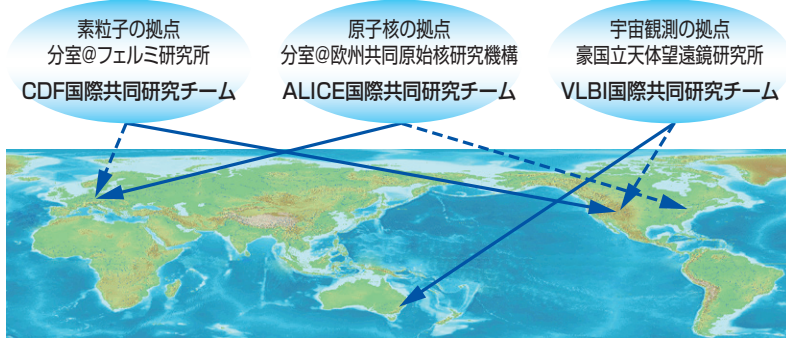 素粒子の拠点
分室@フェルミ研究所
CDF国際共同研究チーム
原子核の拠点
分室@欧州共同原始核研究機構
ALICE国際共同研究チーム
宇宙観測の拠点
豪国立天体望遠鏡研究所
VLBI国際共同研究チーム